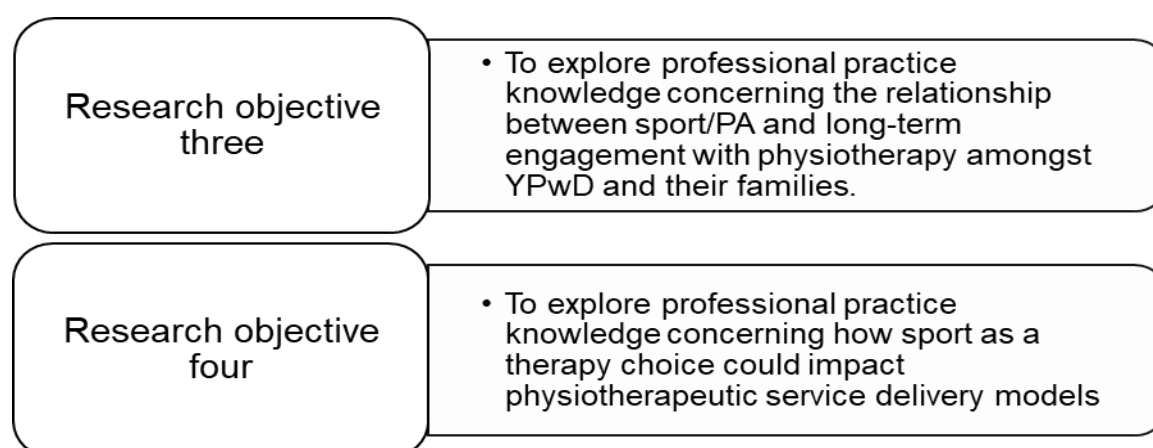 Research objective
three
• To explore professional practice
knowledge concerning the relationship
between sport/PA and long-term
engagement with physiotherapy amongst
YPwD and their families.
Research objective
four
• To explore professional practice
knowledge concerning how sport as a
therapy choice could impact
physiotherapeutic service delivery models